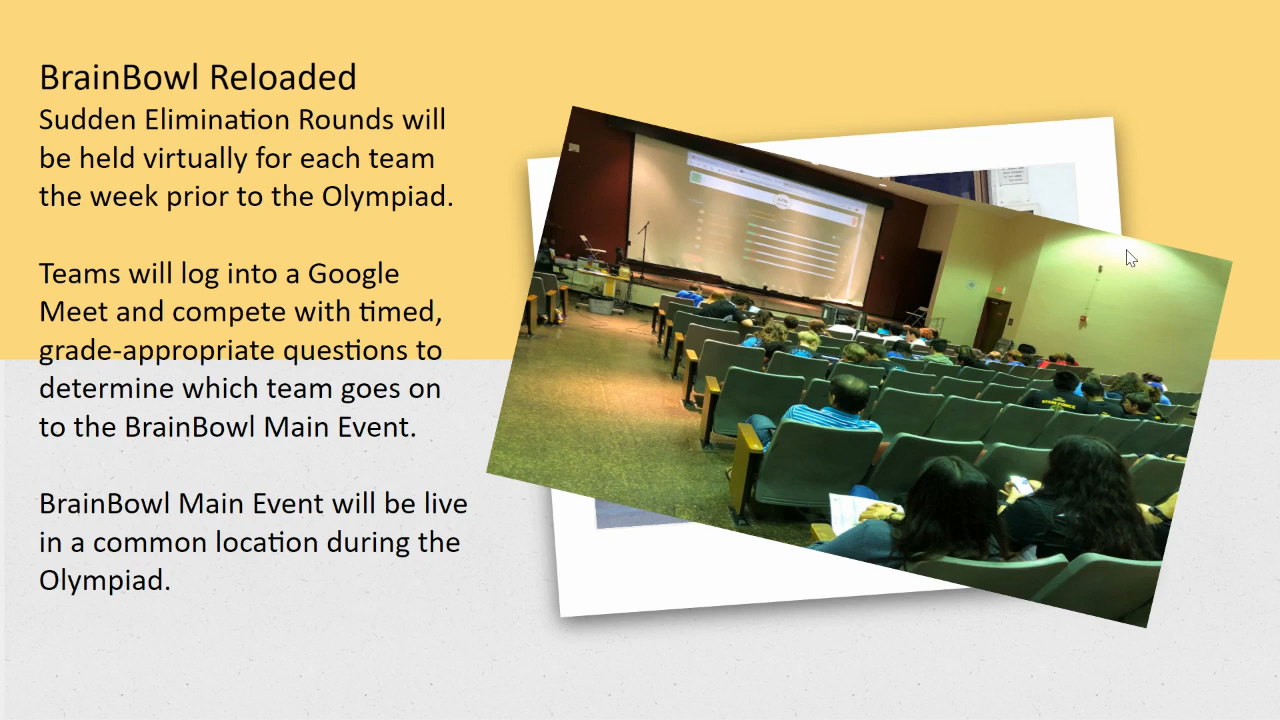 BrainBowl Reloaded
Sudden Elimination Rounds will
be held virtually for each team
the week prior to the Olympiad.
Teams will log into a Google
Meet and compete with timed,
grade-appropriate questions to
determine which team goes on
to the BrainBowl Main Event.
BrainBowl Main Event will be live
in a common location during the
Olympiad.